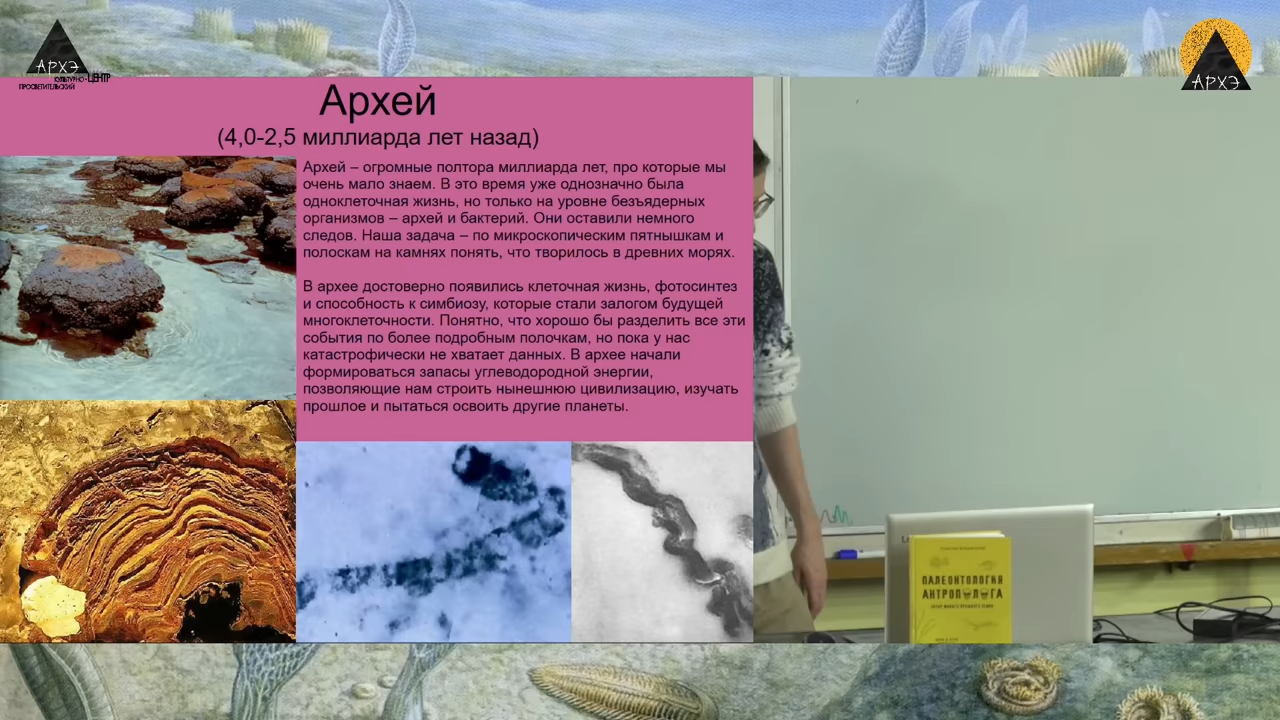 АРХЭ
КУЛЬТУРНО-ЦЕНТР
ПРОСВЕТИТЕЛЬСКИЙ
АРХЭ
Архей
(4,0-2,5 миллиарда лет назад)
Архей – огромные полтора миллиарда лет, про которые мы
очень мало знаем. В это время уже однозначно была
одноклеточная жизнь, но только на уровне безъядерных
организмов – архей и бактерий. Они оставили немного
следов. Наша задача – по микроскопическим пятнышкам и
полоскам на камнях понять, что творилось в древних морях.
В архее достоверно появились клеточная жизнь, фотосинтез
и способность к симбиозу, которые стали залогом будущей
многоклеточности. Понятно, что хорошо бы разделить все эти
события по более подробным полочкам, но пока у нас
катастрофически не хватает данных. В архее начали
формироваться запасы углеводородной энергии,
позволяющие нам строить нынешнюю цивилизацию, изучать
прошлое и пытаться освоить другие планеты.
ПАЛЕОНТОЛОГИЯ
АНТРОПОЛОГА